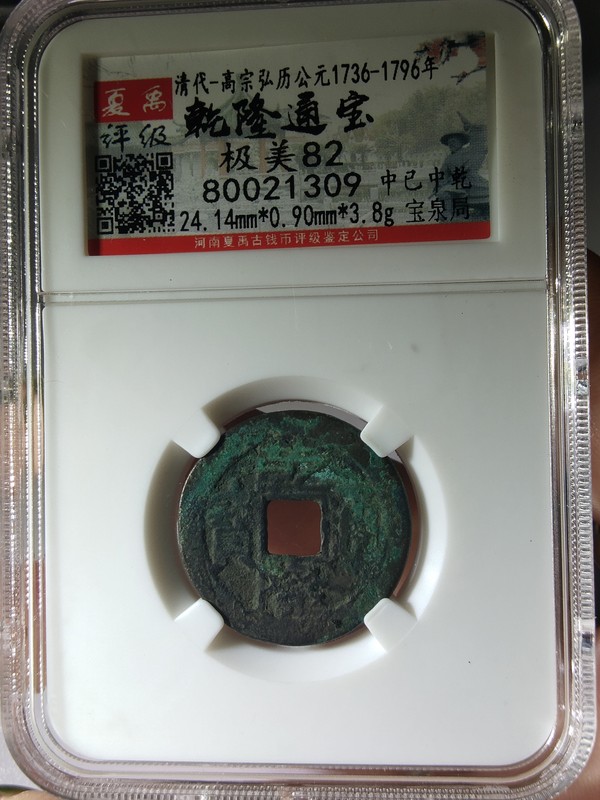 清代-高宗弘历公元1736-1796年
夏禹
评级
乾隆通宝
极美82
80021309 中已中乾
24.14mm*0.90mm*3.8g 宝泉局
河南夏禹古钱币评级鉴定公司